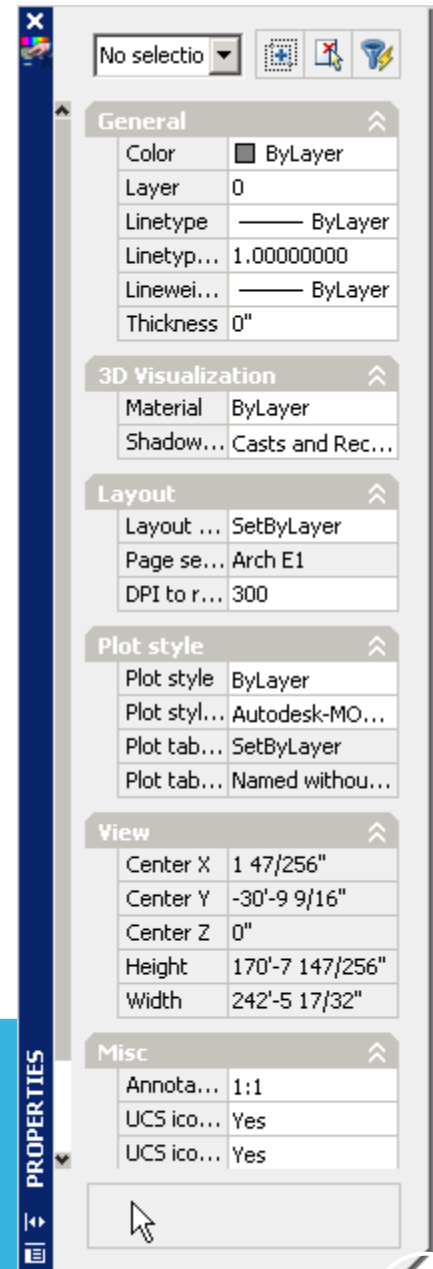 No selectio
General
Color ByLayer
Layer 0
Linetype ByLayer
Linetyp... 1.00000000
Linewei... ByLayer
Thickness 0"
3D Visualization
Material ByLayer
Shadow... Casts and Rec...
Layout
Layout ... SetByLayer
Page se... Arch E1
DPI to r... 300
Plot style
Plot style ByLayer
Plot styl... Autodesk-MO...
Plot tab... SetByLayer
Plot tab... Named withou...
View
Center X 1 47/256"
Center Y -30'-9 9/16"
Center Z 0"
Height 170'-7 147/256"
Width 242'-5 17/32"
Misc
Annota... 1:1
UCS ico... Yes
UCS ico... Yes
PROPERTIES